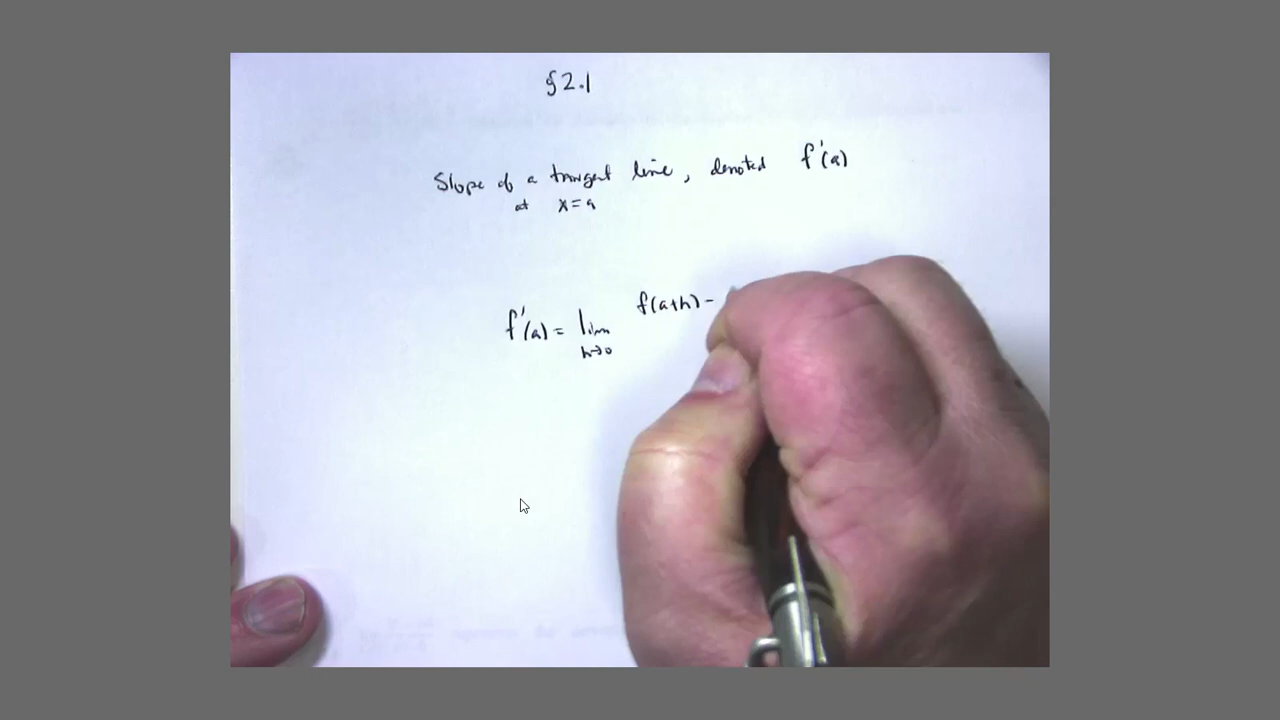 §2.1
Slope of a tangent line, denoted f'(a)
at x=a
f'(a) = lim f(a+h) -
h→0